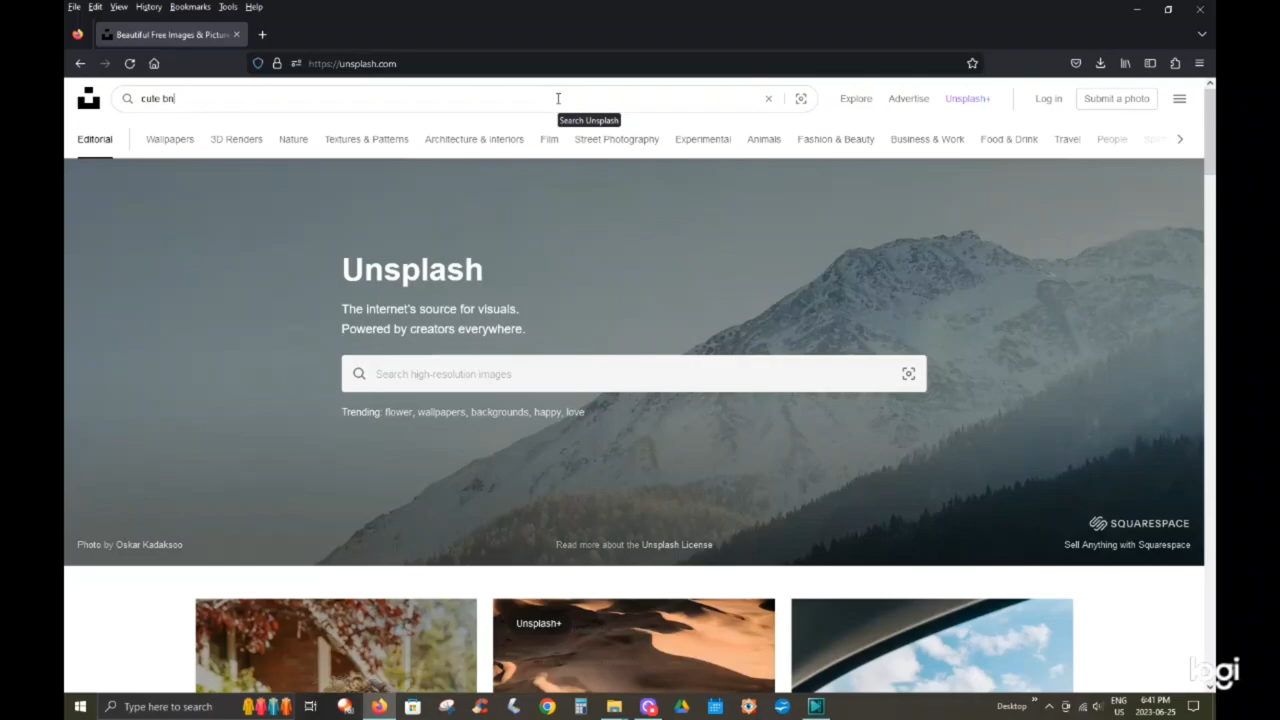 File Edit View History Bookmarks Tools Help
Beautiful Free Images & Pictur
https://unsplash.com
cute bn
Search Unsplash
Explore Advertise Unsplash+ Log in Submit a photo
Editorial Wallpapers 3D Renders Nature Textures & Patterns Architecture & Interiors Film Street Photography Experimental Animals Fashion & Beauty Business & Work Food & Drink Travel People
Unsplash
The internet's source for visuals.
Powered by creators everywhere.
Search high-resolution images
Trending: flower, wallpapers, backgrounds, happy, love
SQUARESPACE
Photo by Oskar Kadaksoo
Read more about the Unsplash License
Sell Anything with Squarespace
Unsplash+
logi
Type here to search
Desktop
ENG
US
6:41 PM
2023-06-25